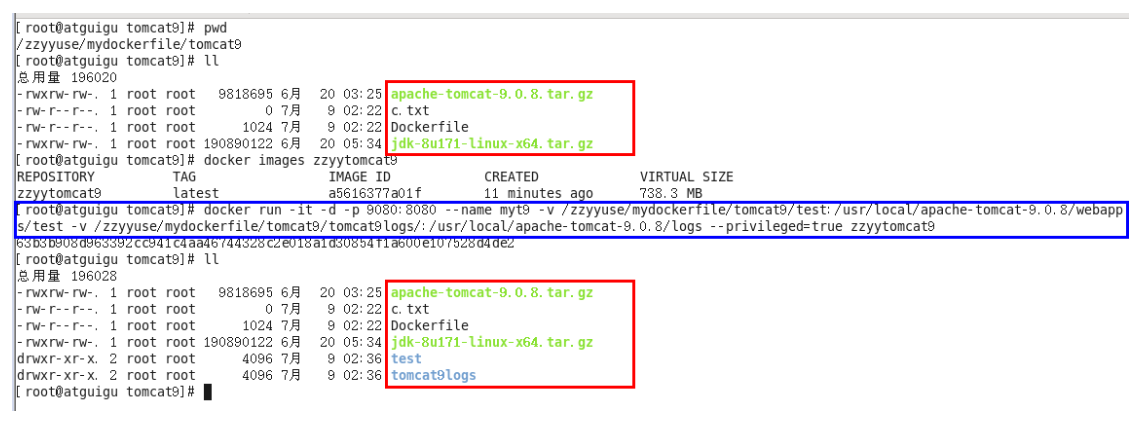 [root@atguigu tomcat9]# pwd
/zzyyuse/mydockerfile/tomcat9
[root@atguigu tomcat9]# ll
总用量 196020
-rwxrw-rw-. 1 root root   9818695 6月  20 03:25 apache-tomcat-9.0.8.tar.gz
-rw-r--r--. 1 root root         0 7月   9 02:22 c.txt
-rw-r--r--. 1 root root      1024 7月   9 02:22 Dockerfile
-rwxrw-rw-. 1 root root 190890122 6月  20 05:34 jdk-8u171-linux-x64.tar.gz
[root@atguigu tomcat9]# docker images zzyytomcat9
REPOSITORY          TAG                 IMAGE ID            CREATED             VIRTUAL SIZE
zzyytomcat9         latest              a5616377a01f        11 minutes ago      738.3 MB
[root@atguigu tomcat9]# docker run -it -d -p 9080:8080 --name myt9 -v /zzyyuse/mydockerfile/tomcat9/test:/usr/local/apache-tomcat-9.0.8/webapp
s/test -v /zzyyuse/mydockerfile/tomcat9/tomcat9logs/:/usr/local/apache-tomcat-9.0.8/logs --privileged=true zzyytomcat9
63b3b908d963392cc941c4aa46744328c2e018a1d30854f1a600e107528d4de2
[root@atguigu tomcat9]# ll
总用量 196028
-rwxrw-rw-. 1 root root   9818695 6月  20 03:25 apache-tomcat-9.0.8.tar.gz
-rw-r--r--. 1 root root         0 7月   9 02:22 c.txt
-rw-r--r--. 1 root root      1024 7月   9 02:22 Dockerfile
-rwxrw-rw-. 1 root root 190890122 6月  20 05:34 jdk-8u171-linux-x64.tar.gz
drwxr-xr-x. 2 root root      4096 7月   9 02:36 test
drwxr-xr-x. 2 root root      4096 7月   9 02:36 tomcat9logs
[root@atguigu tomcat9]#